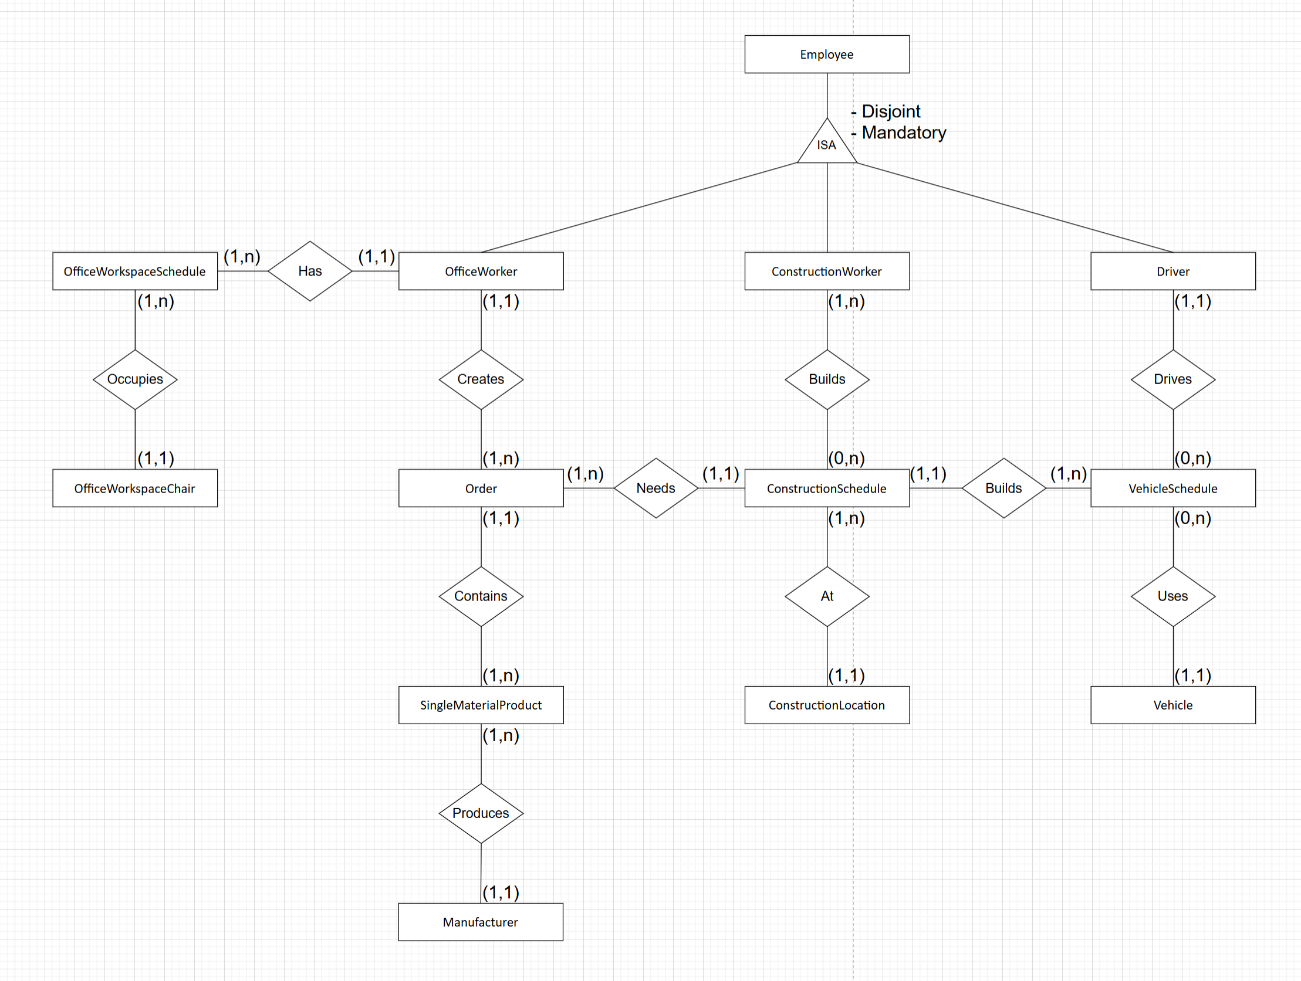 Employee
- Disjoint
- Mandatory
ISA
OfficeWorkspaceSchedule
(1,n)
Has
(1,1)
OfficeWorker
ConstructionWorker
Driver
(1,n)
(1,1)
(1,n)
(1,1)
Occupies
Creates
Builds
Drives
(1,1)
(1,n)
(0,n)
(0,n)
OfficeWorkspaceChair
Order
(1,n)
Needs
(1,1)
ConstructionSchedule
(1,1)
Builds
(1,n)
VehicleSchedule
(1,1)
(1,n)
(0,n)
Contains
At
Uses
(1,n)
(1,1)
(1,1)
SingleMaterialProduct
ConstructionLocation
Vehicle
(1,n)
Produces
(1,1)
Manufacturer